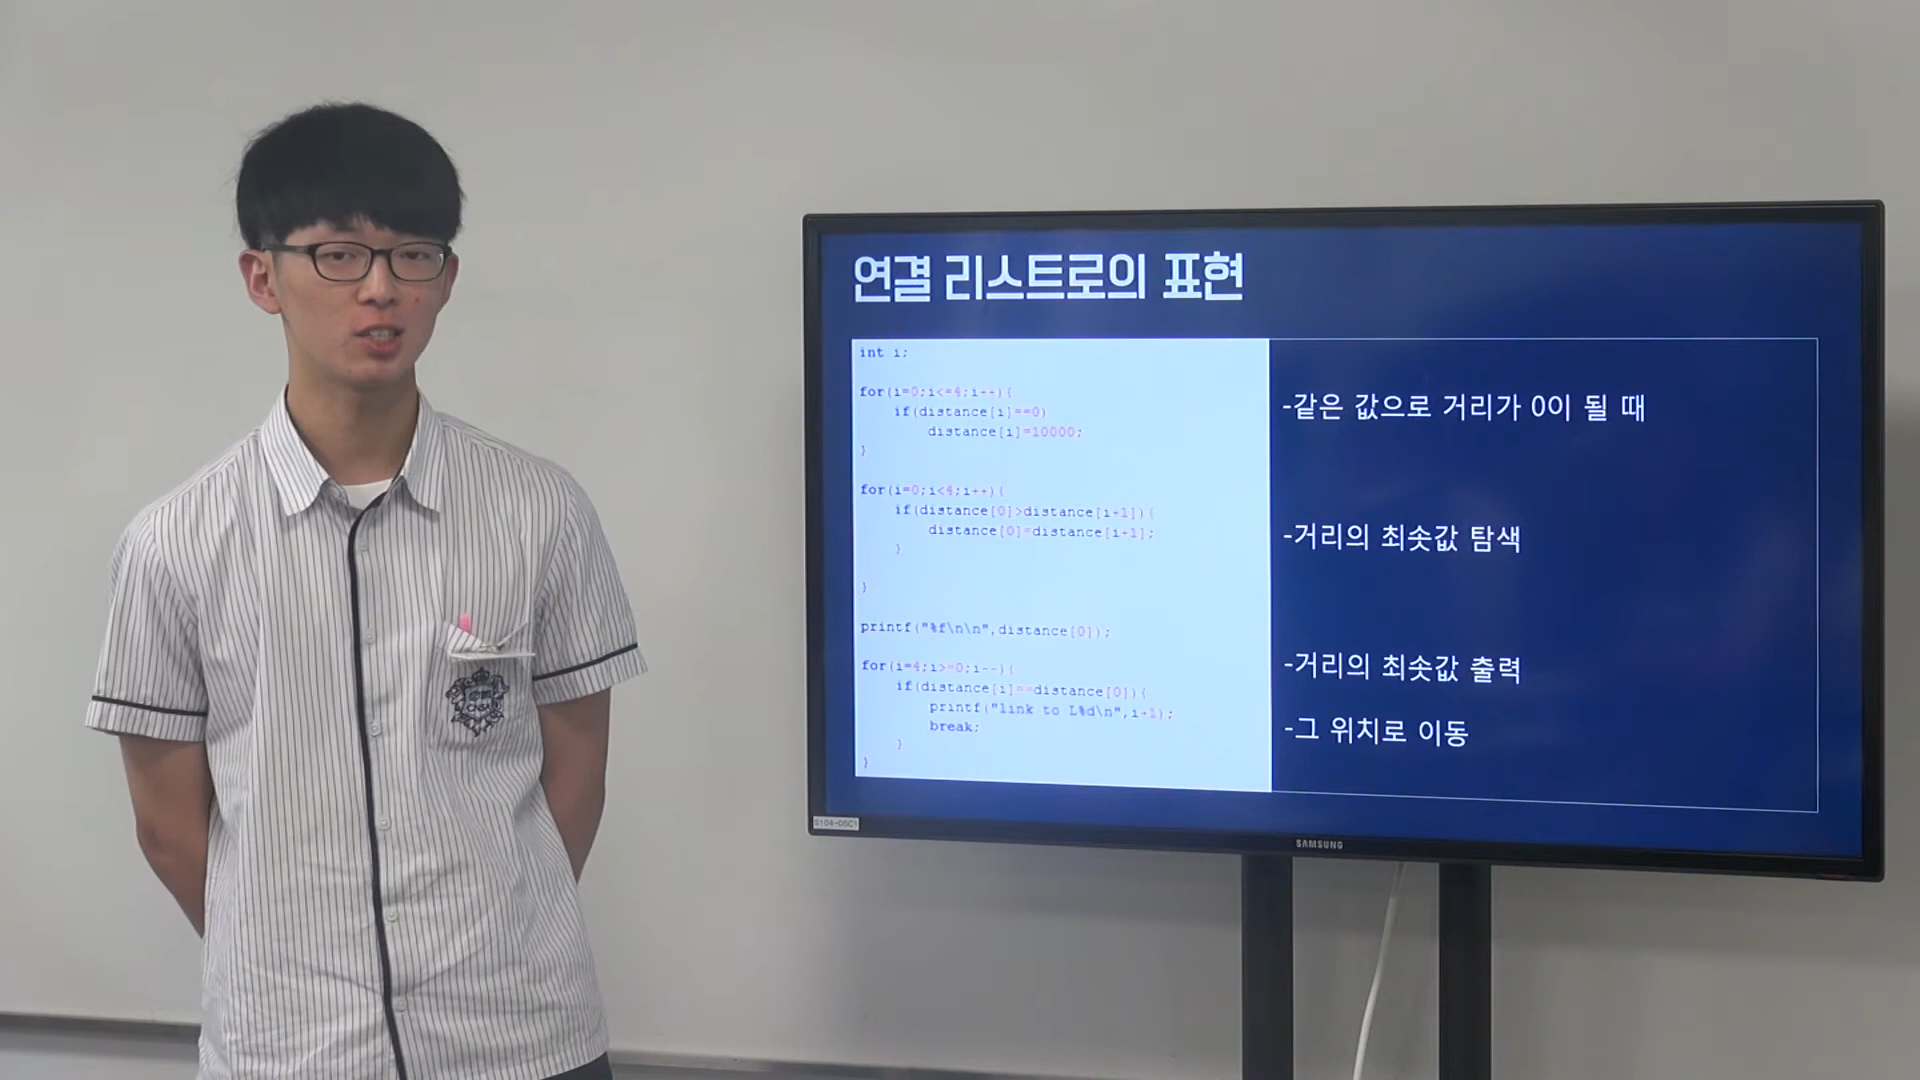 연결 리스트로의 표현
int i;
for(i=0;i<=4;i++){
if(distance[i]==0)
distance[i]=10000;
}
for(i=0;i<4;i++){
if(distance[0]>distance[i+1]){
distance[0]=distance[i+1];
}
}
printf("%f\n\n",distance[0]);
for(i=4;i>=0;i--){
if(distance[i]==distance[0]){
printf("link to L%d\n",i+1);
break;
}
}
-같은 값으로 거리가 0이 될 때
-거리의 최솟값 탐색
-거리의 최솟값 출력
-그 위치로 이동
SAMSUNG
CNSA